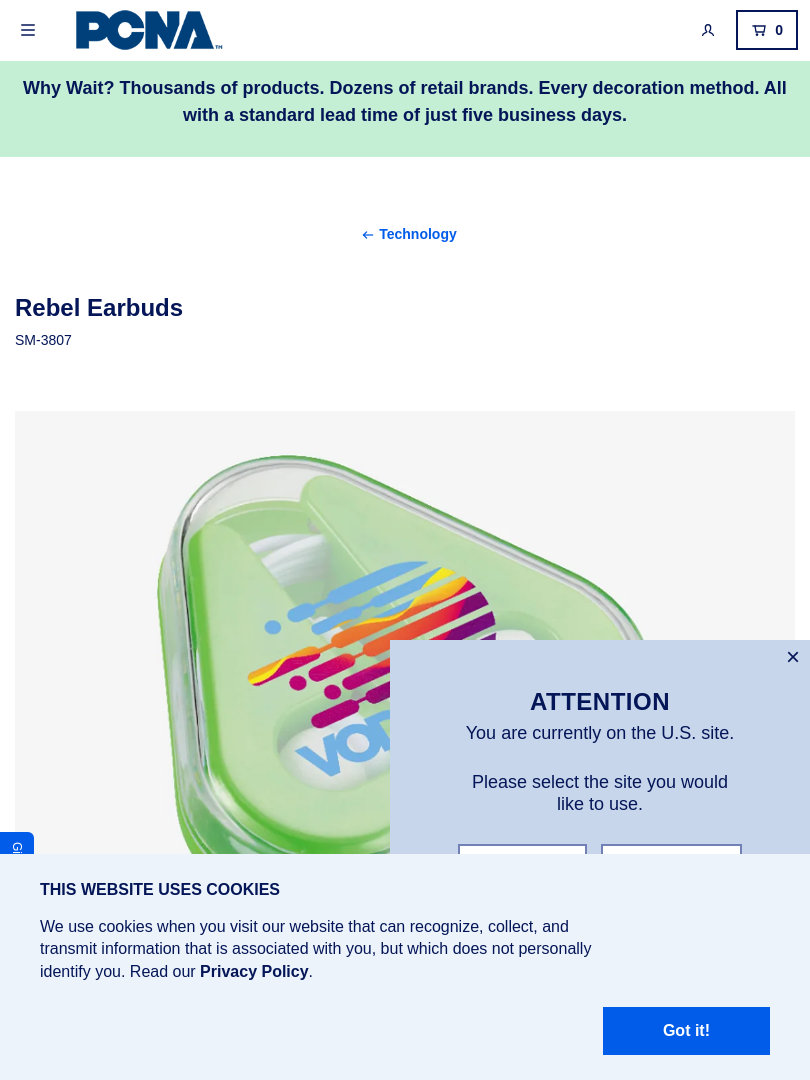 PCNA™
0
Why Wait? Thousands of products. Dozens of retail brands. Every decoration method. All
with a standard lead time of just five business days.
← Technology
Rebel Earbuds
SM-3807
ATTENTION
You are currently on the U.S. site.
Please select the site you would
like to use.
THIS WEBSITE USES COOKIES
We use cookies when you visit our website that can recognize, collect, and
transmit information that is associated with you, but which does not personally
identify you. Read our Privacy Policy.
Got it!